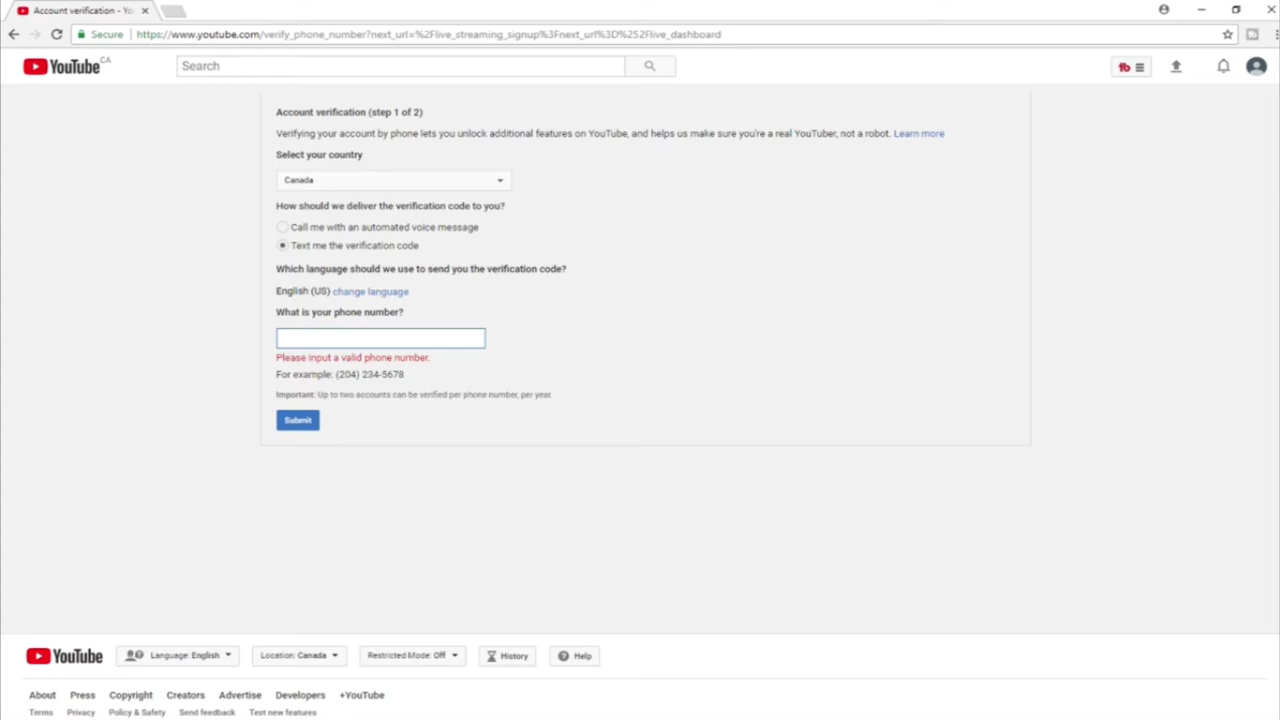 Account verification - Yo
Secure
https://www.youtube.com/verify_phone_number?next_url=%2Flive_streaming_signup%3Fnext_url%3D%252Flive_dashboard
YouTube CA
Search
Account verification (step 1 of 2)
Verifying your account by phone lets you unlock additional features on YouTube, and helps us make sure you're a real YouTuber, not a robot. Learn more
Select your country
Canada
How should we deliver the verification code to you?
Call me with an automated voice message
Text me the verification code
Which language should we use to send you the verification code?
English (US) change language
What is your phone number?
Please input a valid phone number.
For example: (204) 234-5678
Important: Up to two accounts can be verified per phone number, per year.
Submit
YouTube Language: English Location: Canada Restricted Mode: Off History Help
About Press Copyright Creators Advertise Developers +YouTube
Terms Privacy Policy & Safety Send feedback Test new features